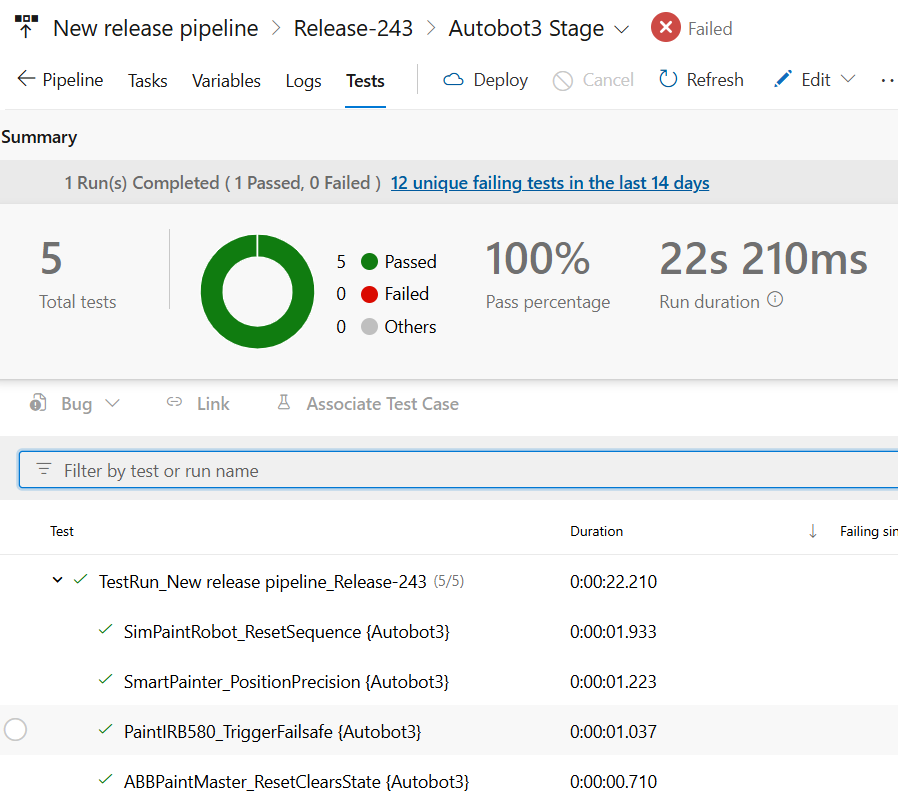 New release pipeline > Release-243 > Autobot3 Stage Failed
Pipeline Tasks Variables Logs Tests Deploy Cancel Refresh Edit
Summary
1 Run(s) Completed ( 1 Passed, 0 Failed ) 12 unique failing tests in the last 14 days
5 100% 22s 210ms
Total tests Pass percentage Run duration
5 Passed
0 Failed
0 Others
Bug Link Associate Test Case
Filter by test or run name
Test Duration Failing sin
TestRun_New release pipeline_Release-243 (5/5) 0:00:22.210
SimPaintRobot_ResetSequence {Autobot3} 0:00:01.933
SmartPainter_PositionPrecision {Autobot3} 0:00:01.223
PaintIRB580_TriggerFailsafe {Autobot3} 0:00:01.037
ABBPaintMaster_ResetClearsState {Autobot3} 0:00:00.710